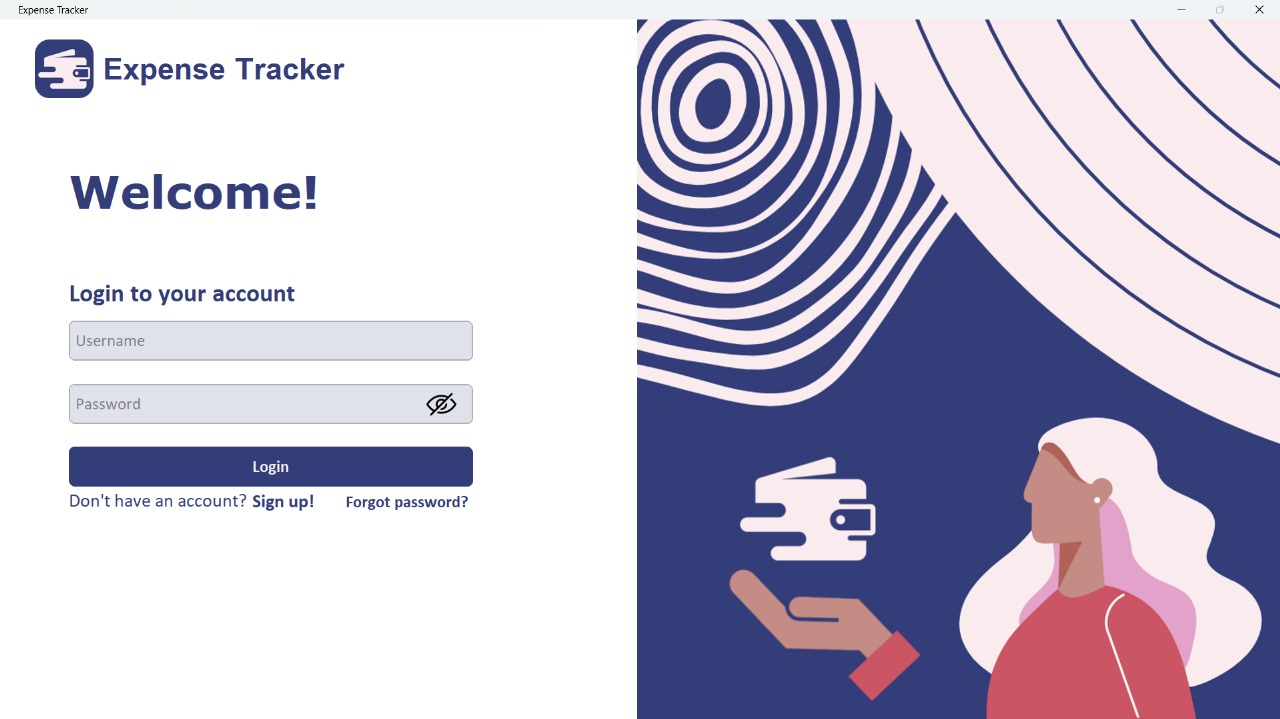 Expense Tracker
Expense Tracker
Welcome!
Login to your account
Username
Password
Login
Don't have an account? Sign up! Forgot password?